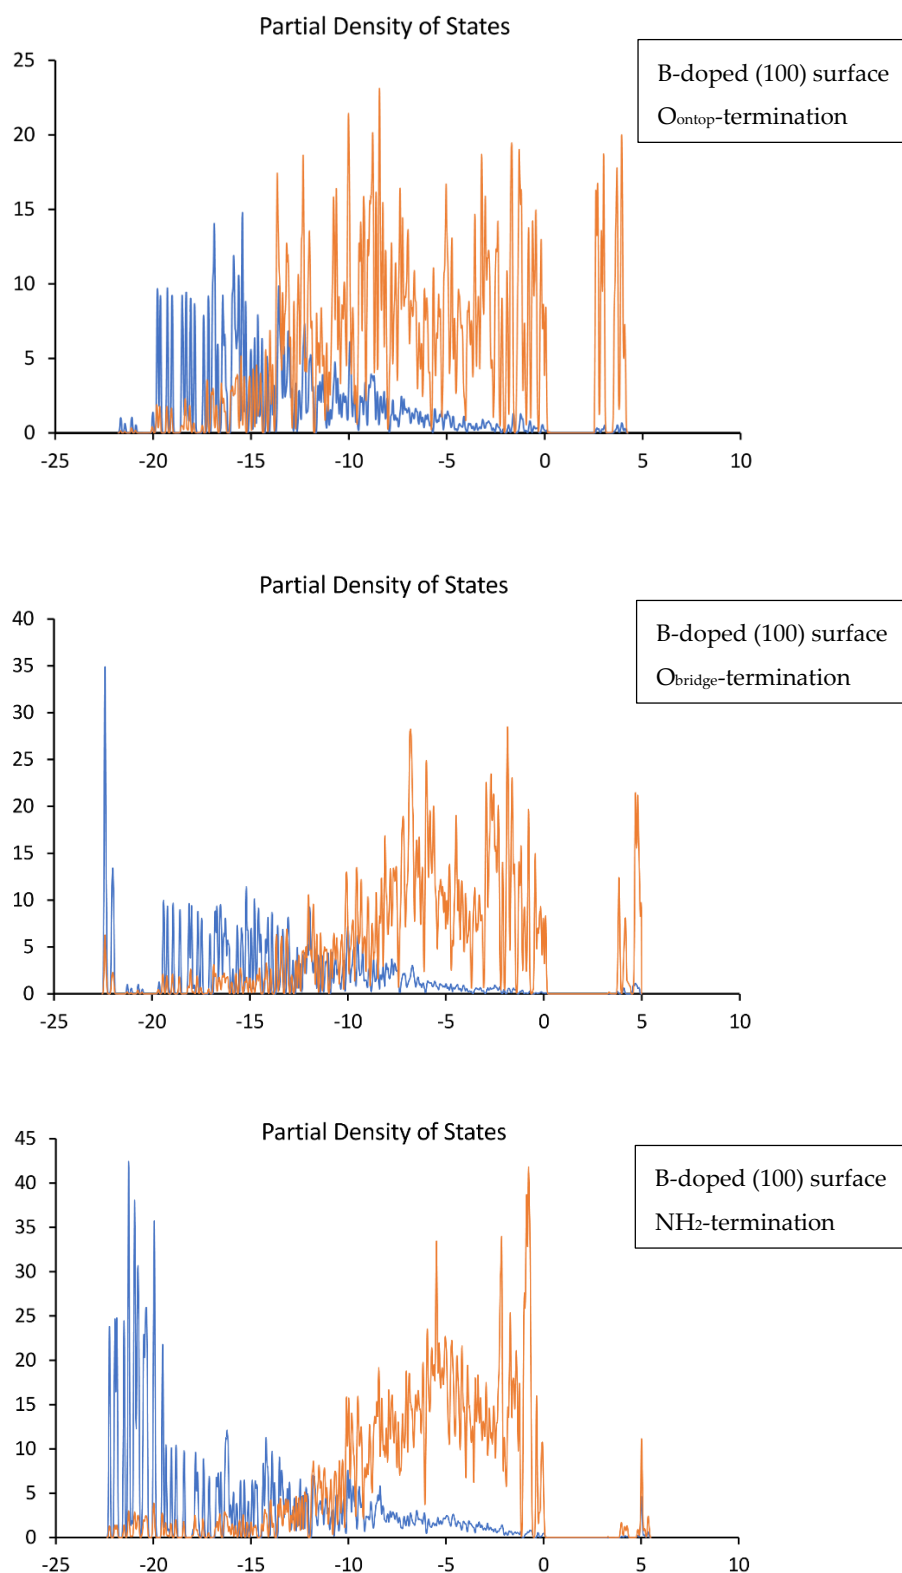 Partial Density of States
B-doped (100) surface
Oontop-termination
25
20
15
10
5
0
-25 -20 -15 -10 -5 0 5 10
Partial Density of States
B-doped (100) surface
Obridge-termination
40
35
30
25
20
15
10
5
0
-25 -20 -15 -10 -5 0 5 10
Partial Density of States
B-doped (100) surface
NH2-termination
45
40
35
30
25
20
15
10
5
0
-25 -20 -15 -10 -5 0 5 10